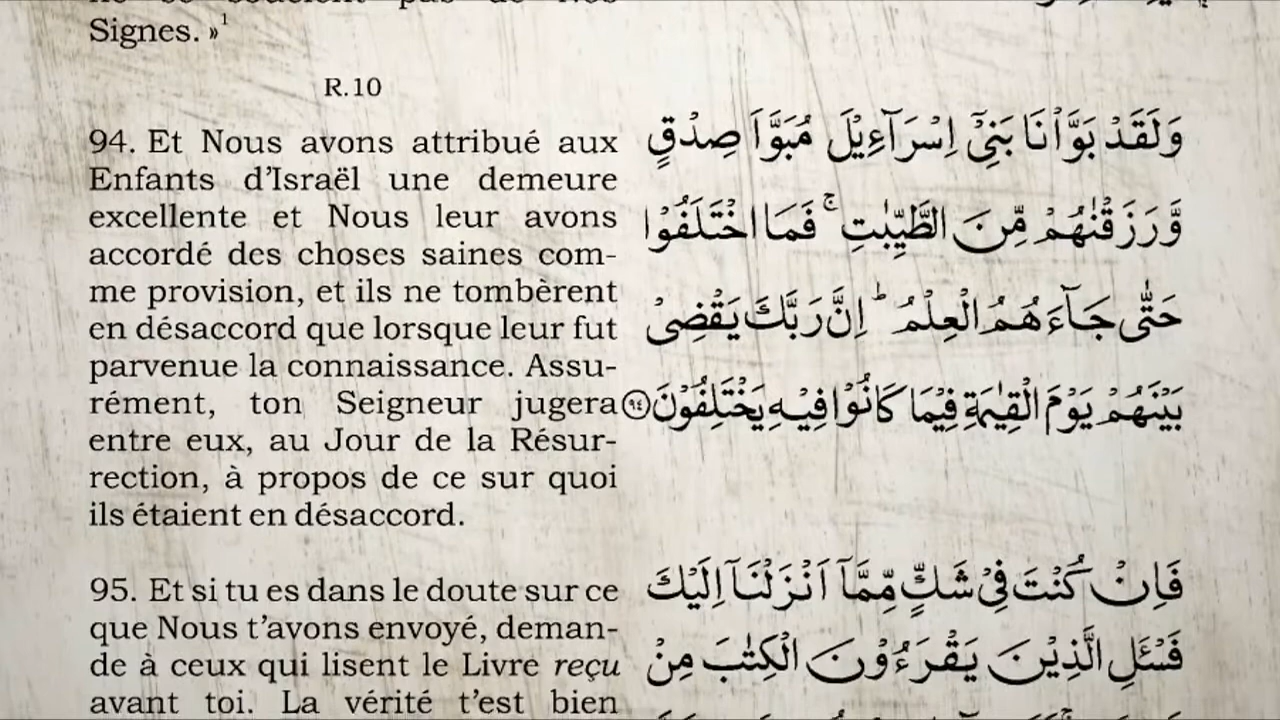 Signes. »¹
R.10
94. Et Nous avons attribué aux
Enfants d’Israël une demeure
excellente et Nous leur avons
accordé des choses saines com-
me provision, et ils ne tombèrent
en désaccord que lorsque leur fut
parvenue la connaissance. Assu-
rément, ton Seigneur jugera
entre eux, au Jour de la Résur-
rection, à propos de ce sur quoi
ils étaient en désaccord.
95. Et si tu es dans le doute sur ce
que Nous t’avons envoyé, deman-
de à ceux qui lisent le Livre reçu
avant toi. La vérité t’est bien
وَلَقَدْ بَوَّاْنَا بَنِیْۤ اِسْرَآءِیْلَ مُبَوَّاَ صِدْقٍ
وَّرَزَقْنٰهُمْ مِّنَ الطَّیِّبٰتِ ۚ فَمَا اخْتَلَفُوْا
حَتّٰی جَآءَهُمُ الْعِلْمُ ؕ اِنَّ رَبَّكَ یَقْضِیْ
بَیْنَهُمْ یَوْمَ الْقِیٰمَةِ فِیْمَا كَانُوْا فِیْهِ یَخْتَلِفُوْنَ ﴿۹۴﴾
فَاِنْ كُنْتَ فِیْ شَكٍّ مِّمَّاۤ اَنْزَلْنَاۤ اِلَیْكَ
فَسْـَٔلِ الَّذِیْنَ یَقْرَءُوْنَ الْكِتٰبَ مِنْ